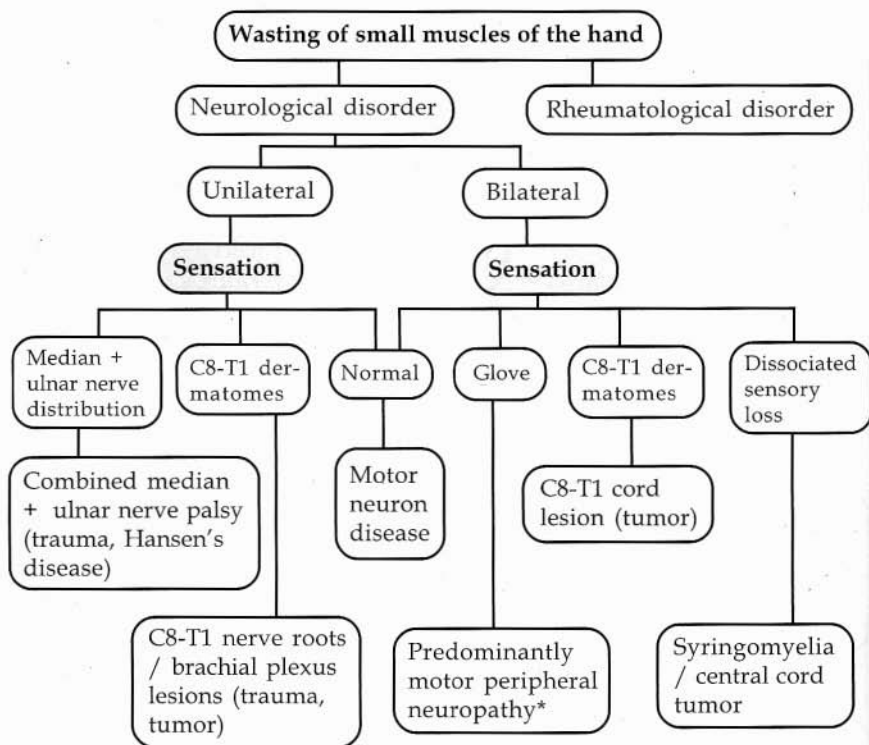 Wasting of small muscles of the hand
Neurological disorder
Rheumatological disorder
Unilateral
Bilateral
Sensation
Sensation
Median +
ulnar nerve
distribution
C8-T1 der-
matomes
Normal
Glove
C8-T1 der-
matomes
Dissociated
sensory
loss
Combined median
+ ulnar nerve palsy
(trauma, Hansen's
disease)
Motor
neuron
disease
C8-T1 cord
lesion (tumor)
C8-T1 nerve roots
/ brachial plexus
lesions (trauma,
tumor)
Predominantly
motor peripheral
neuropathy*
Syringomyelia
/ central cord
tumor